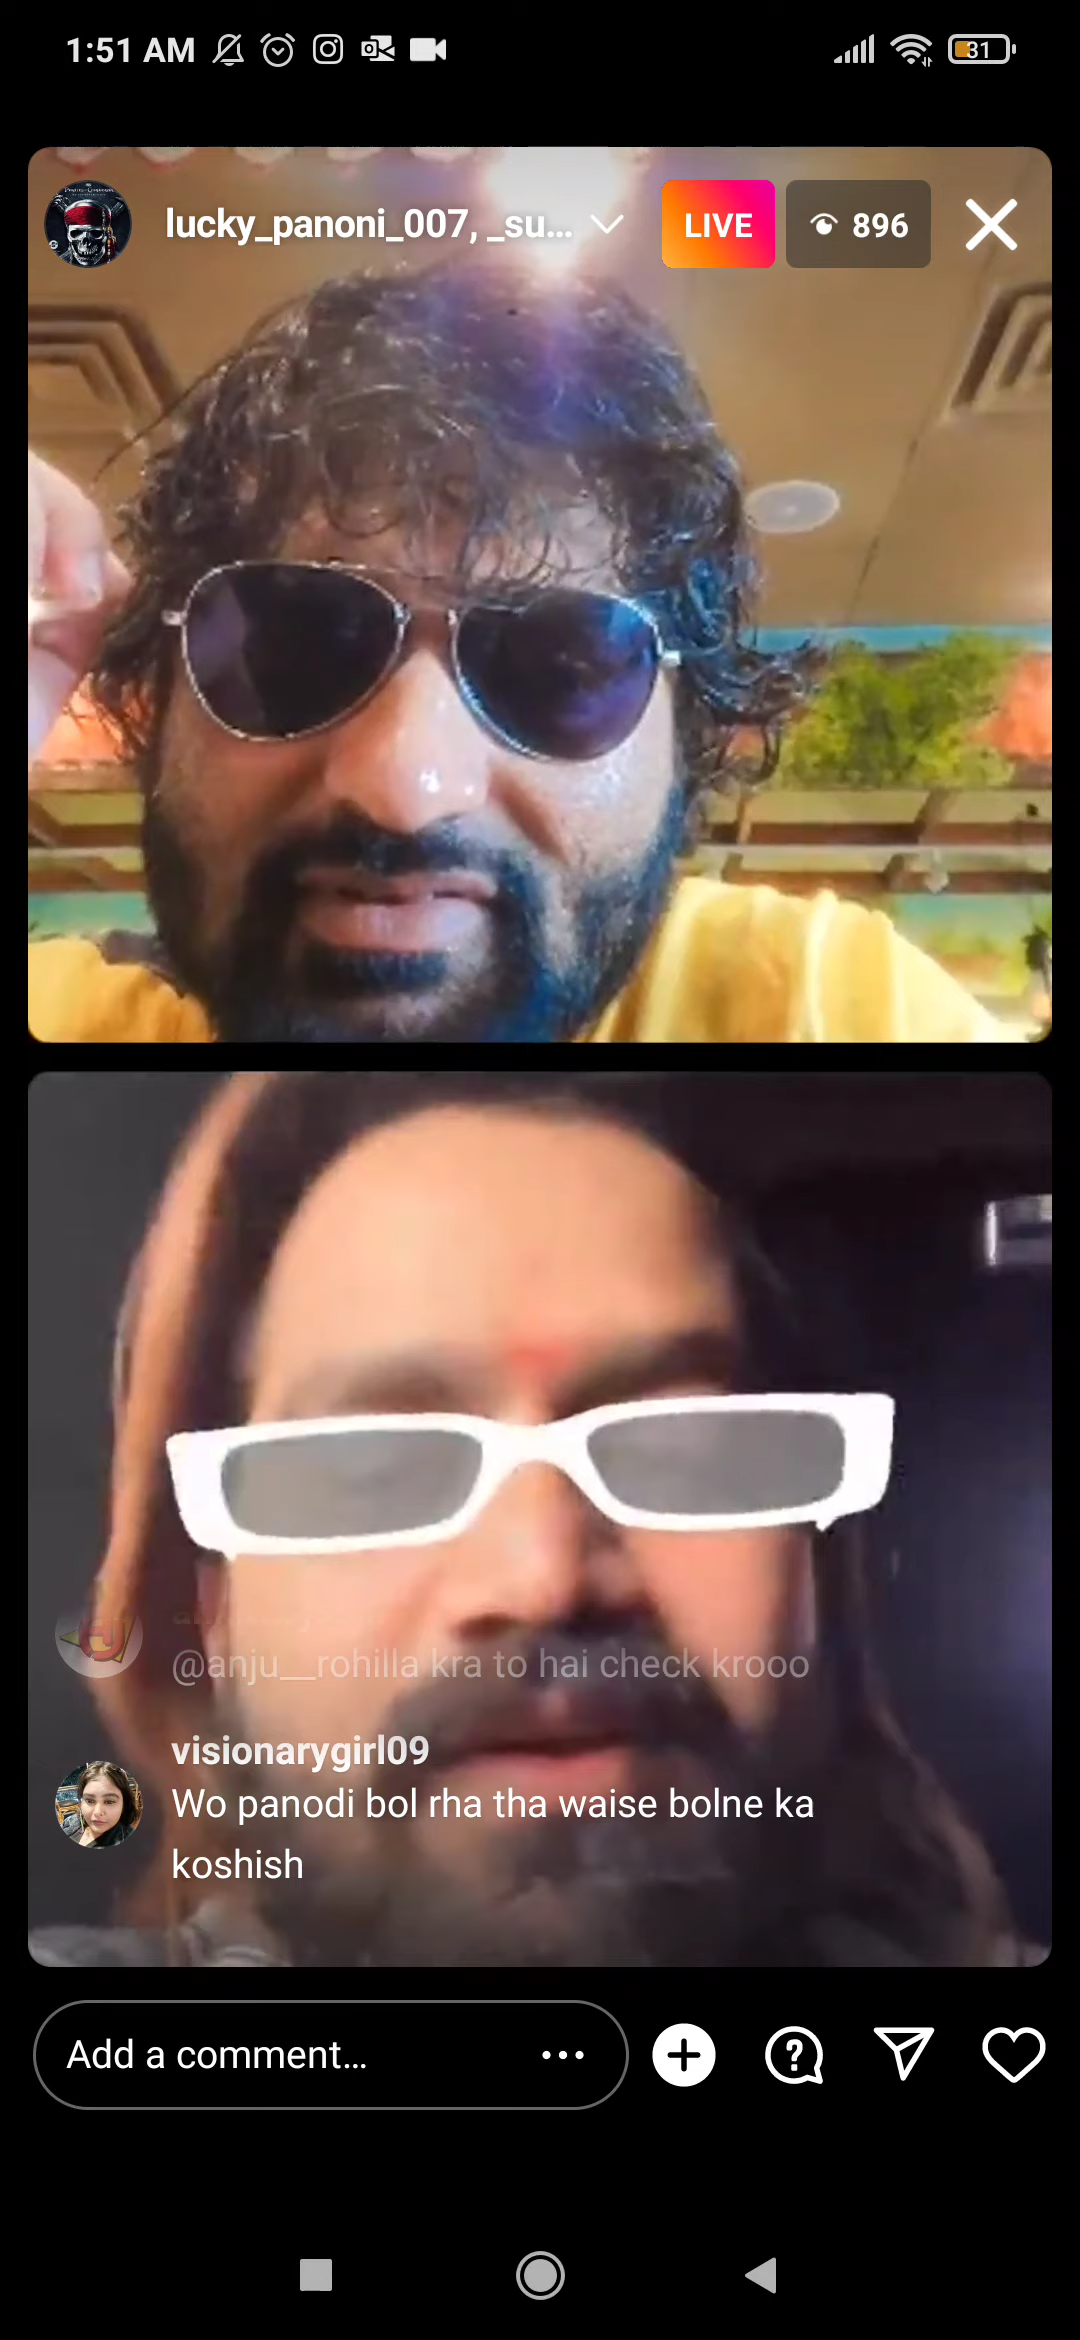 1:51 AM
31
lucky_panoni_007, _su...
LIVE
896
@anju__rohilla kra to hai check krooo
visionarygirl09
Wo panodi bol rha tha waise bolne ka
koshish
Add a comment...